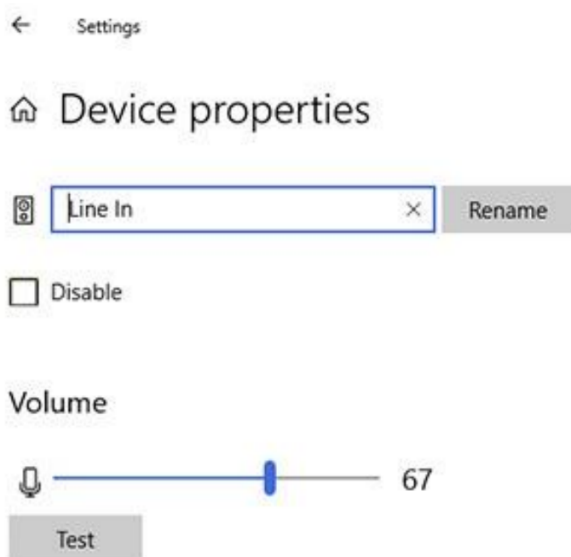 Settings
Device properties
Line In Rename
Disable
Volume
67
Test